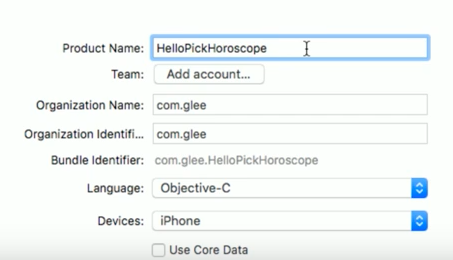 Product Name: HelloPickHoroscope
Team: Add account...
Organization Name: com.glee
Organization Identifi... com.glee
Bundle Identifier: com.glee.HelloPickHoroscope
Language: Objective-C
Devices: iPhone
Use Core Data